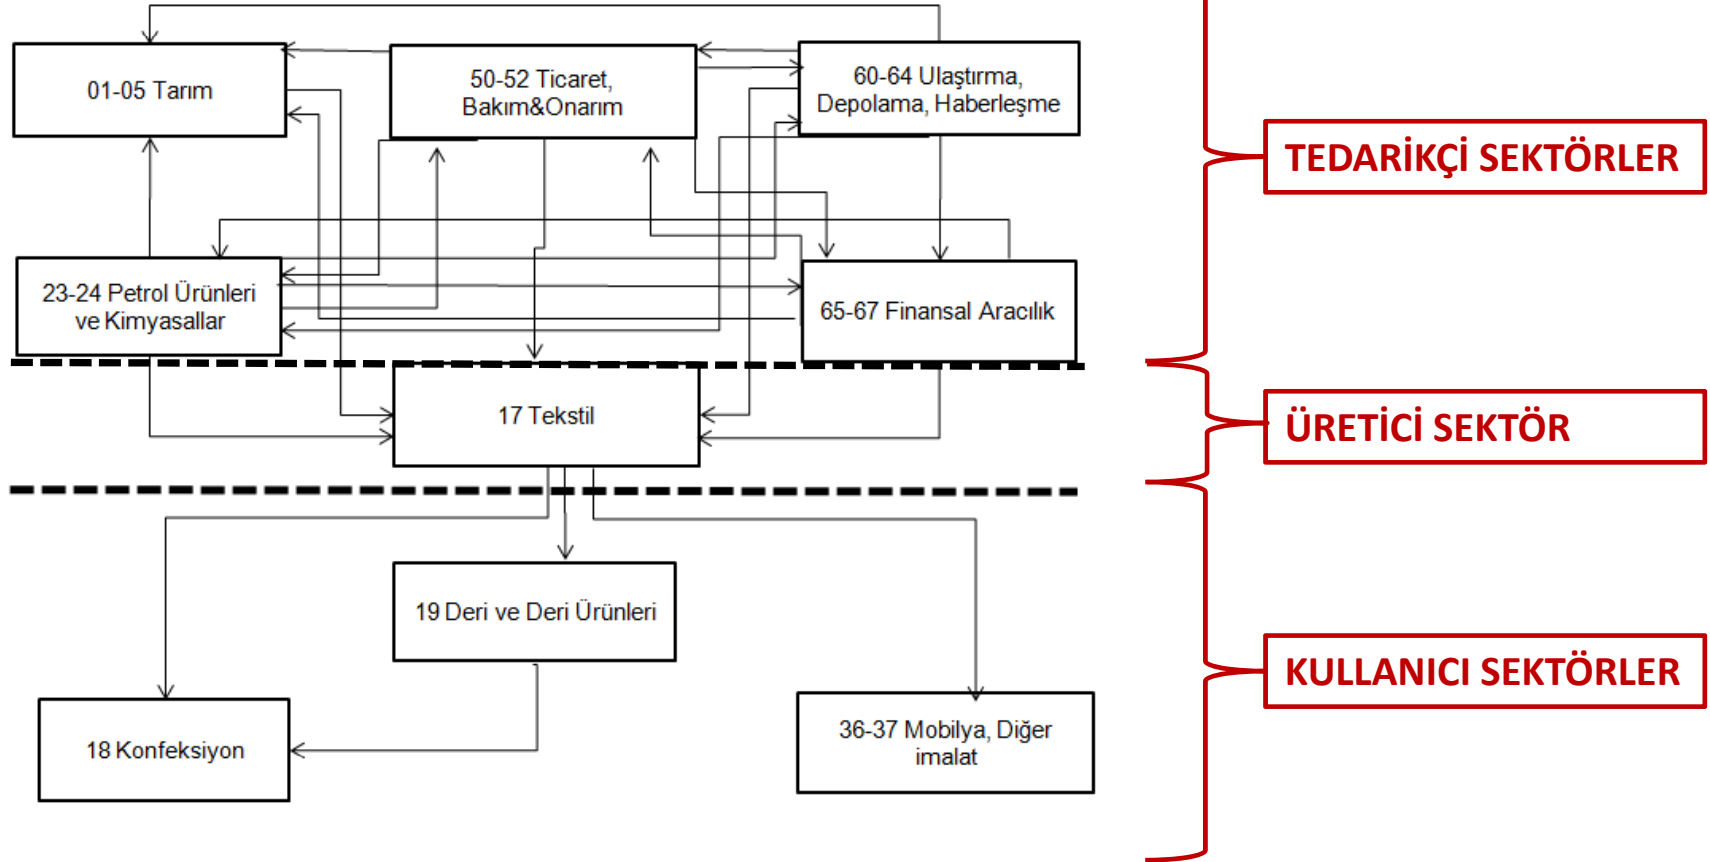 01-05 Tarım
50-52 Ticaret,
Bakım&Onarım
60-64 Ulaştırma,
Depolama, Haberleşme
TEDARİKÇİ SEKTÖRLER
23-24 Petrol Ürünleri
ve Kimyasallar
65-67 Finansal Aracılık
17 Tekstil
ÜRETİCİ SEKTÖR
19 Deri ve Deri Ürünleri
KULLANICI SEKTÖRLER
18 Konfeksiyon
36-37 Mobilya, Diğer
imalat